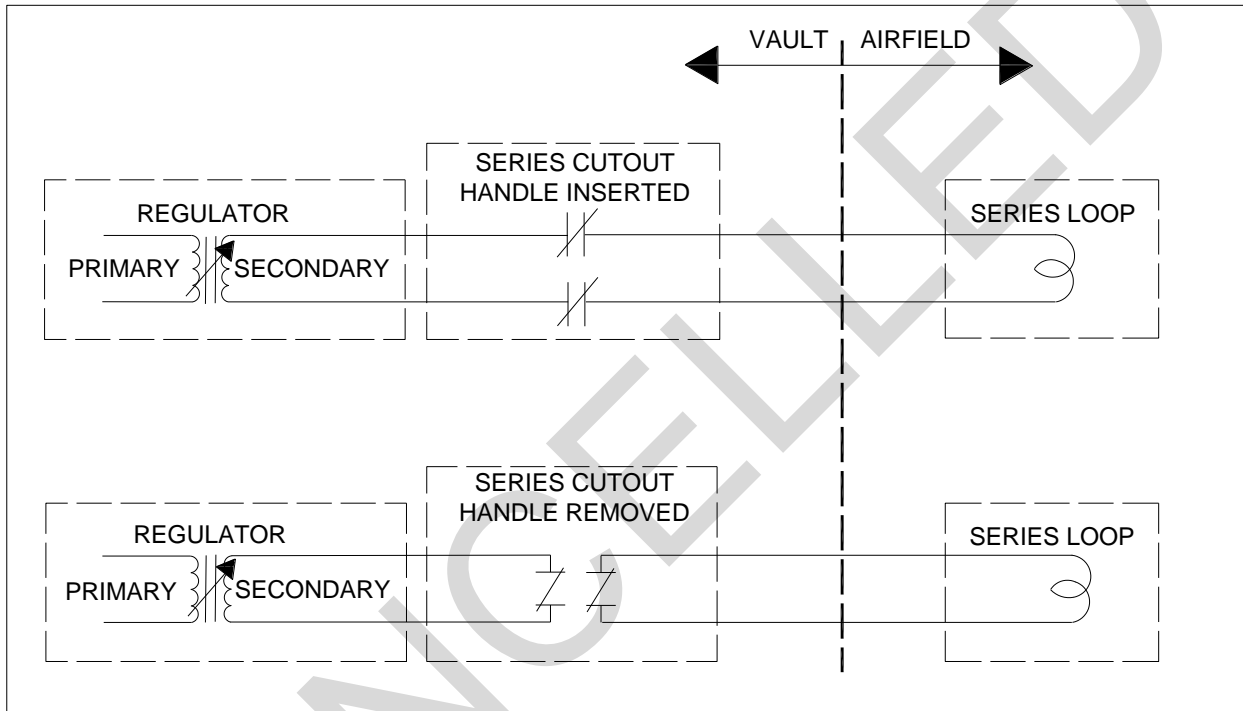 VAULT AIRFIELD
SERIES CUTOUT
HANDLE INSERTED
REGULATOR
PRIMARY
SECONDARY
SERIES LOOP
SERIES CUTOUT
HANDLE REMOVED
REGULATOR
PRIMARY
SECONDARY
SERIES LOOP
NCELLED